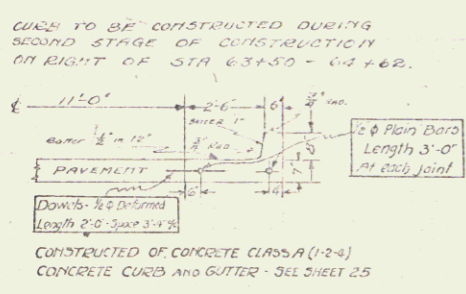 CURB TO BE CONSTRUCTED DURING
SECOND STAGE OF CONSTRUCTION
ON RIGHT OF STA 63+50 - 64+62.
11'-0"
2'-6"
6"
RAD.
BATTER 1"
Batter ½" in 12"
RAD
½ φ Plain Bars
Length 3'-0"
At each joint
PAVEMENT
7"
6"
4"
Dowels - ½ φ Deformed
Length 2'-0" - Space 3'-4" %
CONSTRUCTED OF CONCRETE CLASS A (1-2-4)
CONCRETE CURB AND GUTTER - SEE SHEET 25